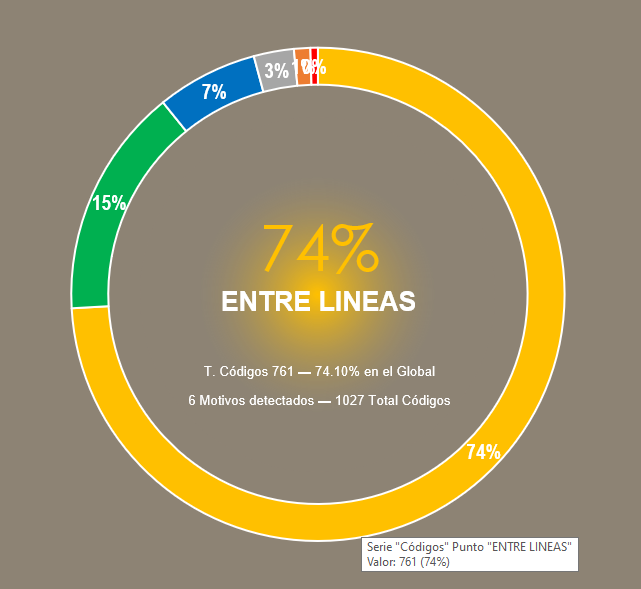 3%
7%
15%
74%
ENTRE LINEAS
T. Códigos 761 — 74.10% en el Global
6 Motivos detectados — 1027 Total Códigos
74%
Serie "Códigos" Punto "ENTRE LINEAS"
Valor: 761 (74%)